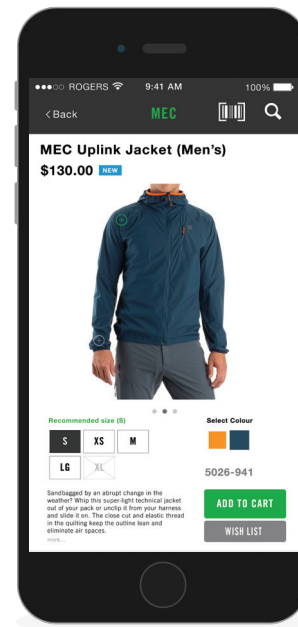 ROGERS 9:41 AM 100%
<Back MEC
MEC Uplink Jacket (Men's)
$130.00 NEW
Recommended size (S) Select Colour
S XS M
LG XL
5026-941
Sandbagged by an abrupt change in the
weather? Whip this super-light technical jacket
out of your pack or unclip it from your harness
and slide it on. The close cut and elastic thread
in the quilting keep the outline lean and
eliminate air spaces.
more...
ADD TO CART
WISH LIST